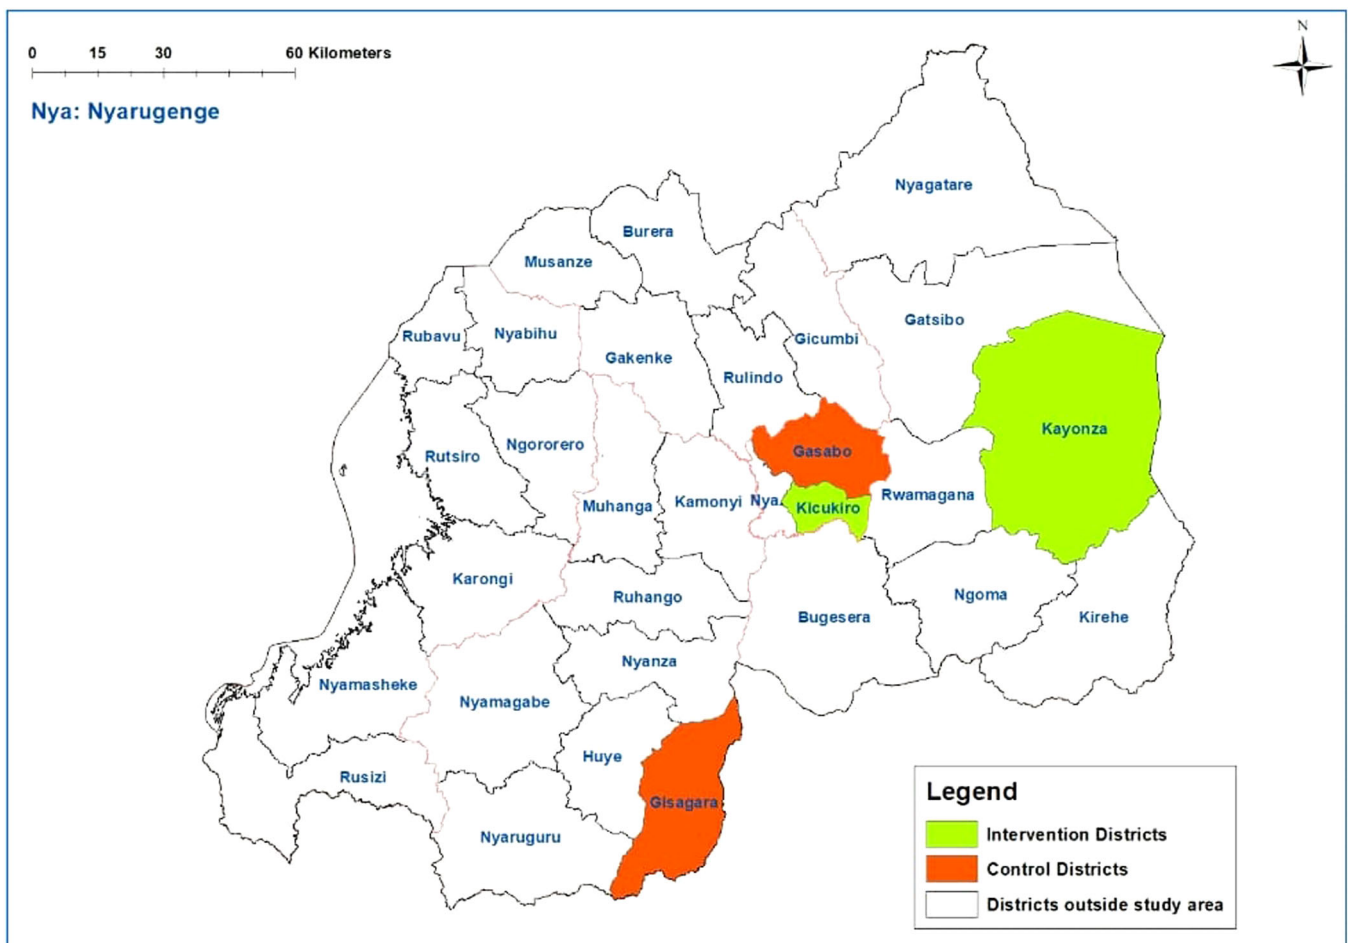 0 15 30 60 Kilometers
N
Nya: Nyarugenge
Nyagatare
Burera
Musanze
Gatsibo
Rubavu
Nyabihu
Gicumbi
Gakenke
Rulindo
Kayonza
Ngororero
Gasabo
Rutsiro
Rwamagana
Muhanga
Kamonyi
Nya.
Kicukiro
Karongi
Ruhango
Ngoma
Bugesera
Kirehe
Nyanza
Nyamasheke
Nyamagabe
Huye
Rusizi
Gisagara
Nyaruguru
Legend
Intervention Districts
Control Districts
Districts outside study area